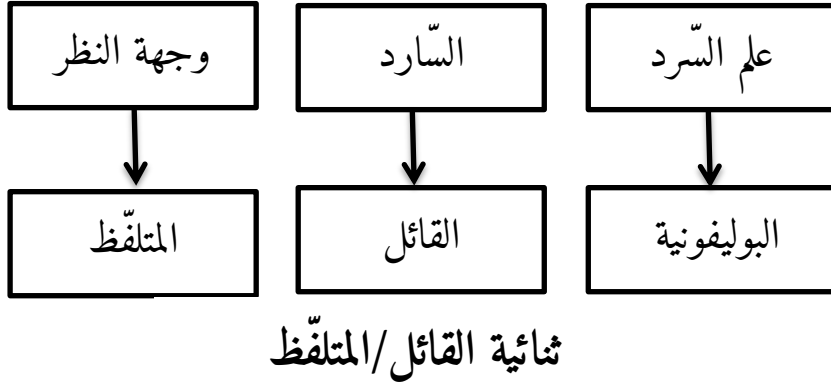 علم السّرد
السّارد
وجهة النظر
البوليفونية
القائل
المتلفّظ
ثنائية القائل/المتلفّظ